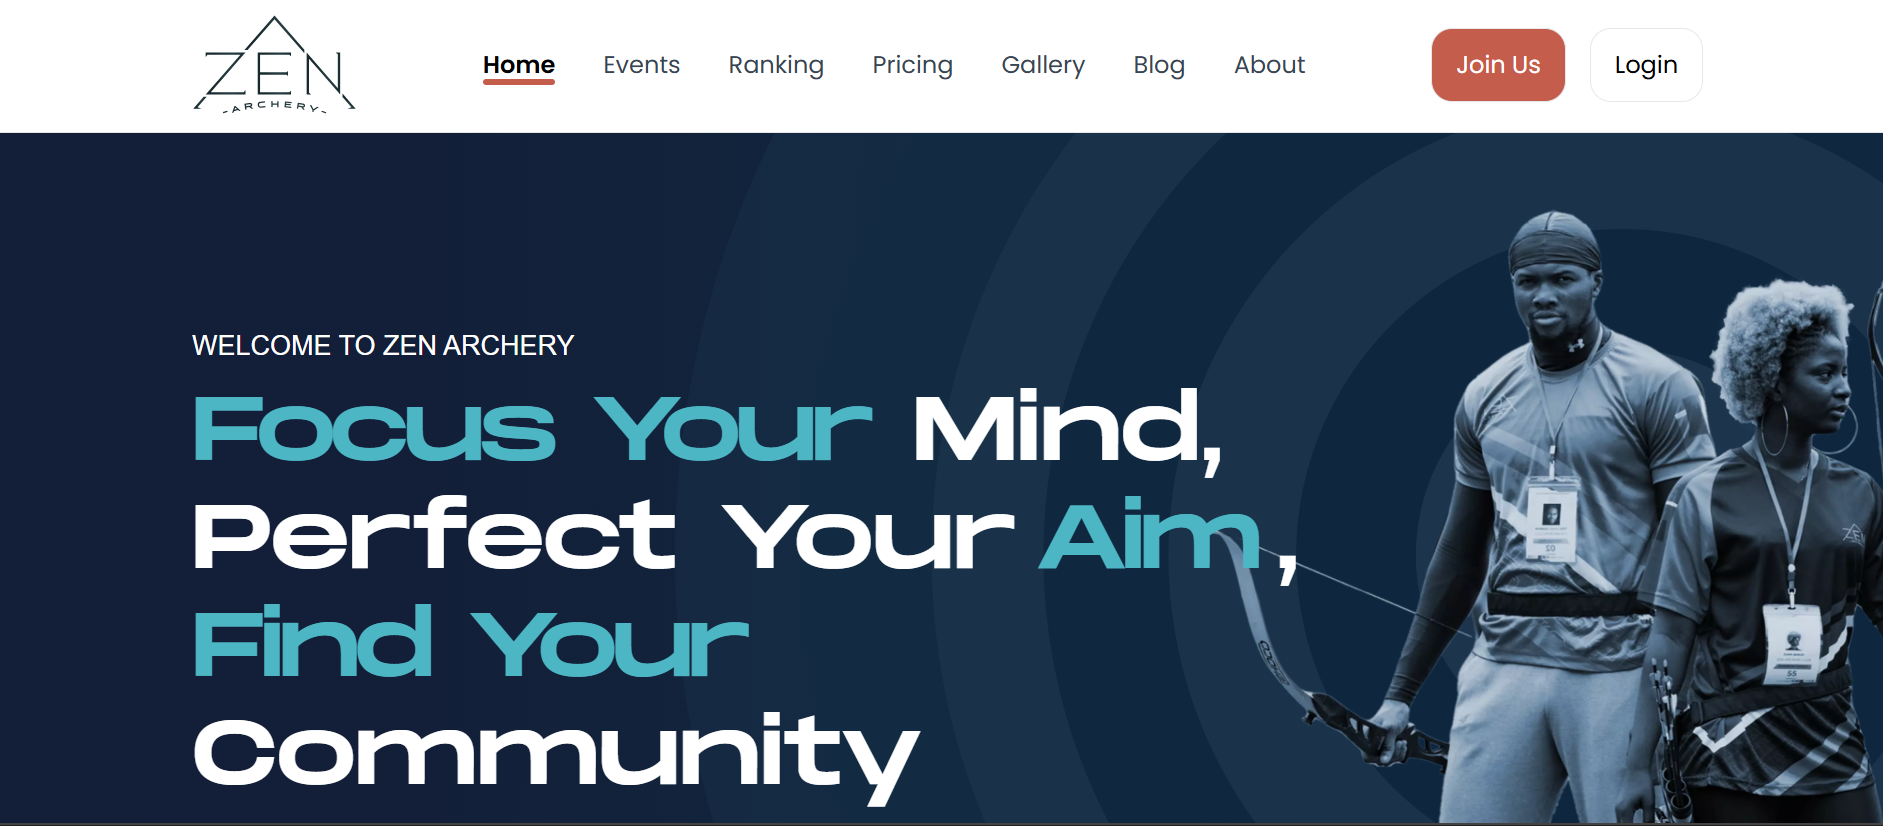 ZEN
-ARCHERY-
Home Events Ranking Pricing Gallery Blog About Join Us Login
WELCOME TO ZEN ARCHERY
Focus Your Mind,
Perfect Your Aim,
Find Your
Community
ZEN